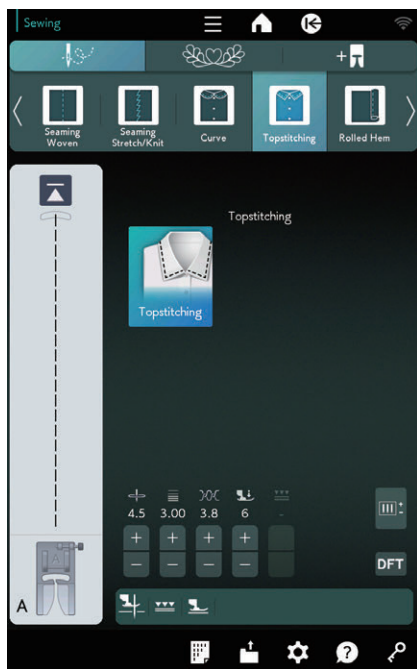 Sewing
Seaming
Woven
Seaming
Stretch/Knit
Curve
Topstitching
Rolled Hem
Topstitching
Topstitching
4.5 3.00 3.8 6 -
+ + +
- - -
DFT
A